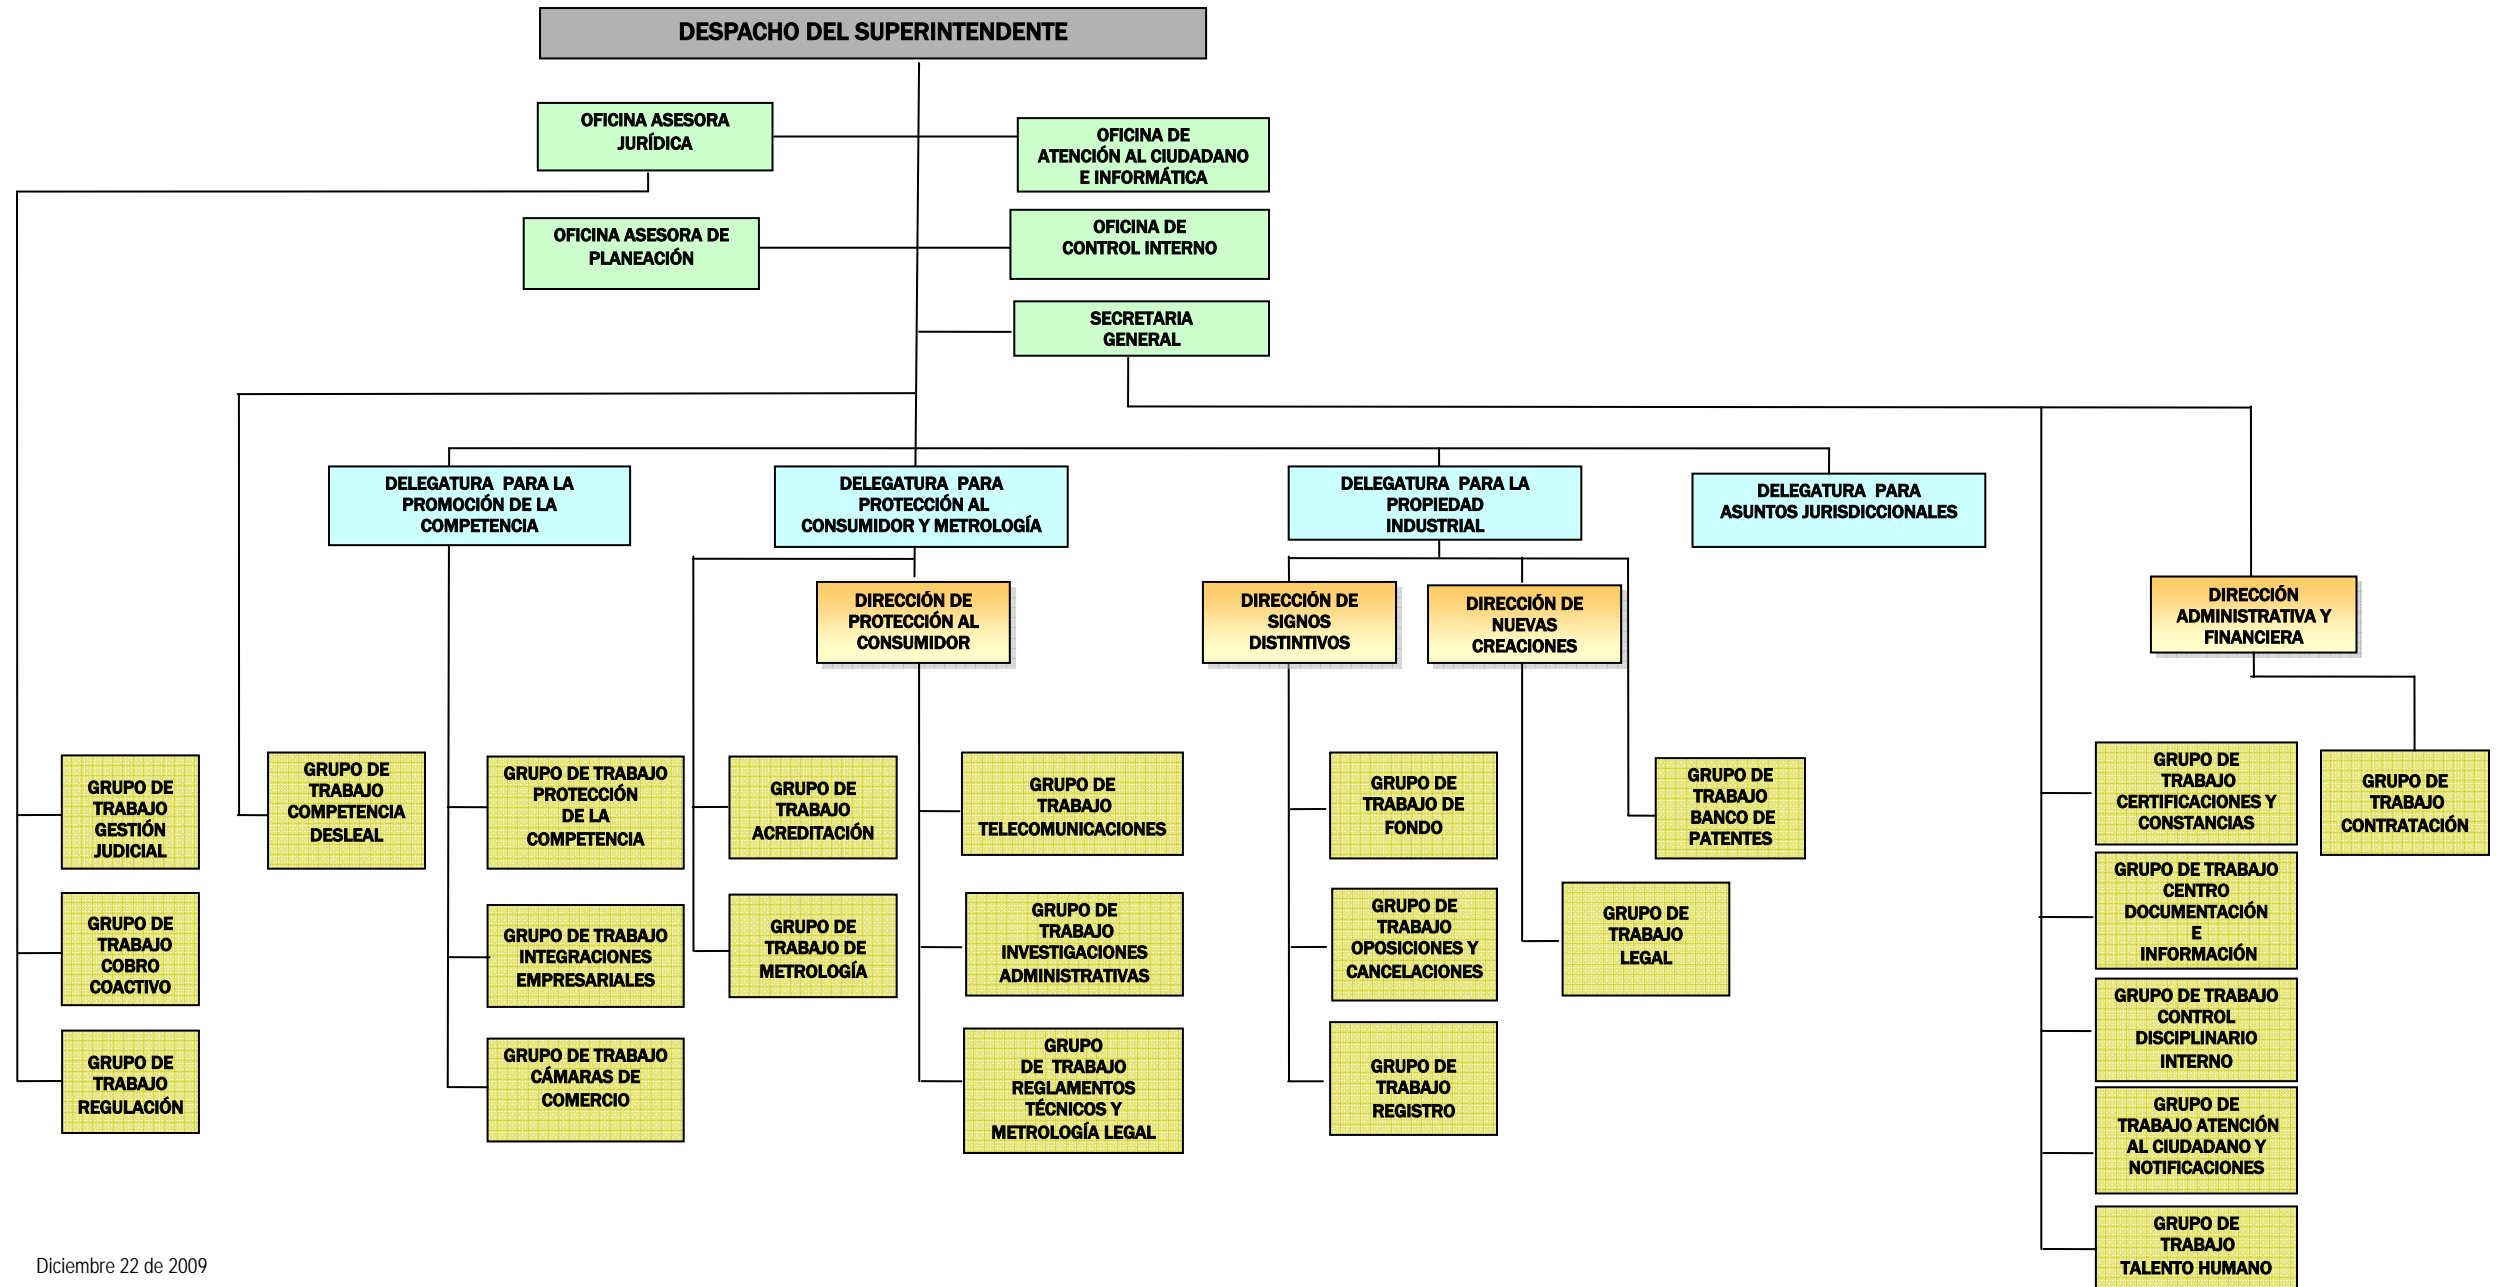 DESPACHO DEL SUPERINTENDENTE
OFICINA ASESORA
JURÍDICA
OFICINA DE
ATENCIÓN AL CIUDADANO
E INFORMÁTICA
OFICINA ASESORA DE
PLANEACIÓN
OFICINA DE
CONTROL INTERNO
SECRETARIA
GENERAL
DELEGATURA PARA LA
PROMOCIÓN DE LA
COMPETENCIA
DELEGATURA PARA
PROTECCIÓN AL
CONSUMIDOR Y METROLOGÍA
DELEGATURA PARA LA
PROPIEDAD
INDUSTRIAL
DELEGATURA PARA
ASUNTOS JURISDICCIONALES
DIRECCIÓN DE
PROTECCIÓN AL
CONSUMIDOR
DIRECCIÓN DE
SIGNOS
DISTINTIVOS
DIRECCIÓN DE
NUEVAS
CREACIONES
DIRECCIÓN
ADMINISTRATIVA Y
FINANCIERA
GRUPO DE
TRABAJO
GESTIÓN
JUDICIAL
GRUPO DE
TRABAJO
COMPETENCIA
DESLEAL
GRUPO DE TRABAJO
PROTECCIÓN
DE LA
COMPETENCIA
GRUPO DE
TRABAJO
ACREDITACIÓN
GRUPO DE
TRABAJO
TELECOMUNICACIONES
GRUPO DE
TRABAJO DE
FONDO
GRUPO DE
TRABAJO
BANCO DE
PATENTES
GRUPO DE
TRABAJO
CERTIFICACIONES Y
CONSTANCIAS
GRUPO DE
TRABAJO
CONTRATACIÓN
GRUPO DE
TRABAJO
COBRO
COACTIVO
GRUPO DE TRABAJO
INTEGRACIONES
EMPRESARIALES
GRUPO DE
TRABAJO DE
METROLOGÍA
GRUPO DE
TRABAJO
INVESTIGACIONES
ADMINISTRATIVAS
GRUPO DE
TRABAJO
OPOSICIONES Y
CANCELACIONES
GRUPO DE
TRABAJO
LEGAL
GRUPO DE TRABAJO
CENTRO
DOCUMENTACIÓN
E
INFORMACIÓN
GRUPO DE
TRABAJO
REGULACIÓN
GRUPO DE TRABAJO
CÁMARAS DE
COMERCIO
GRUPO
DE TRABAJO
REGLAMENTOS
TÉCNICOS Y
METROLOGÍA LEGAL
GRUPO DE
TRABAJO
REGISTRO
GRUPO DE TRABAJO
CONTROL
DISCIPLINARIO
INTERNO
GRUPO DE
TRABAJO ATENCIÓN
AL CIUDADANO Y
NOTIFICACIONES
GRUPO DE
TRABAJO
TALENTO HUMANO
Diciembre 22 de 2009